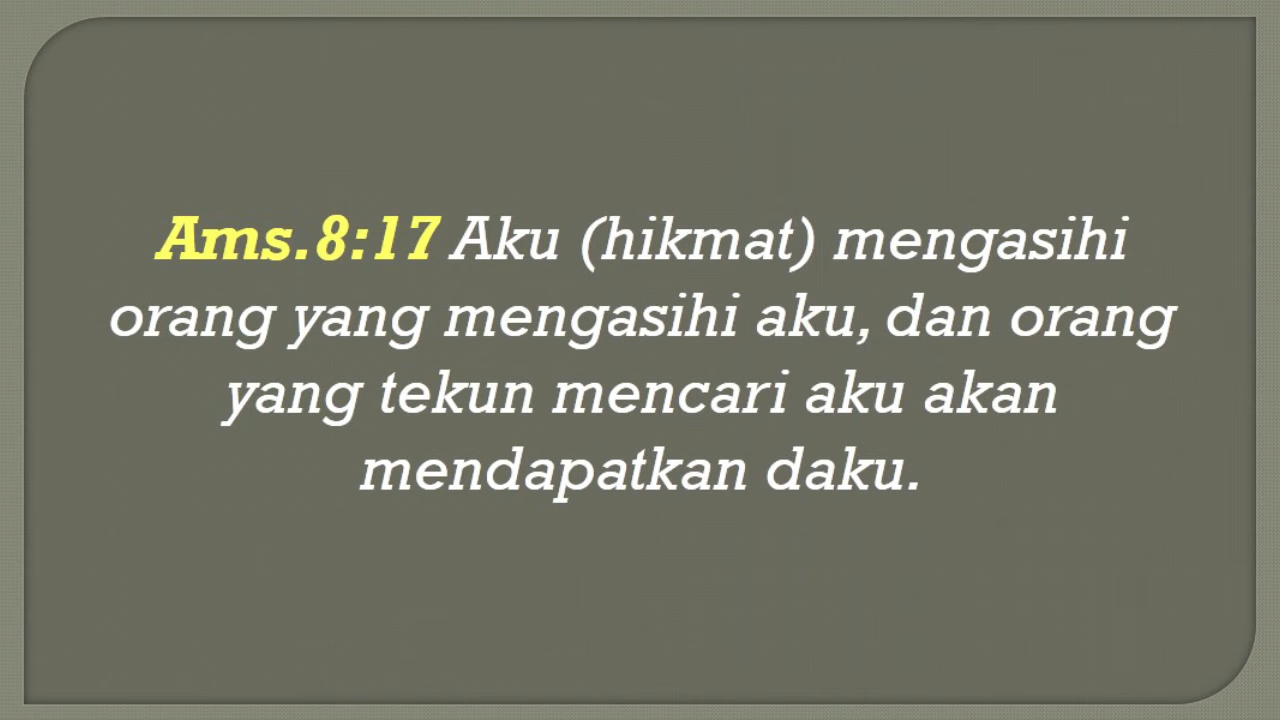 Ams.8:17 Aku (hikmat) mengasihi
orang yang mengasihi aku, dan orang
yang tekun mencari aku akan
mendapatkan daku.